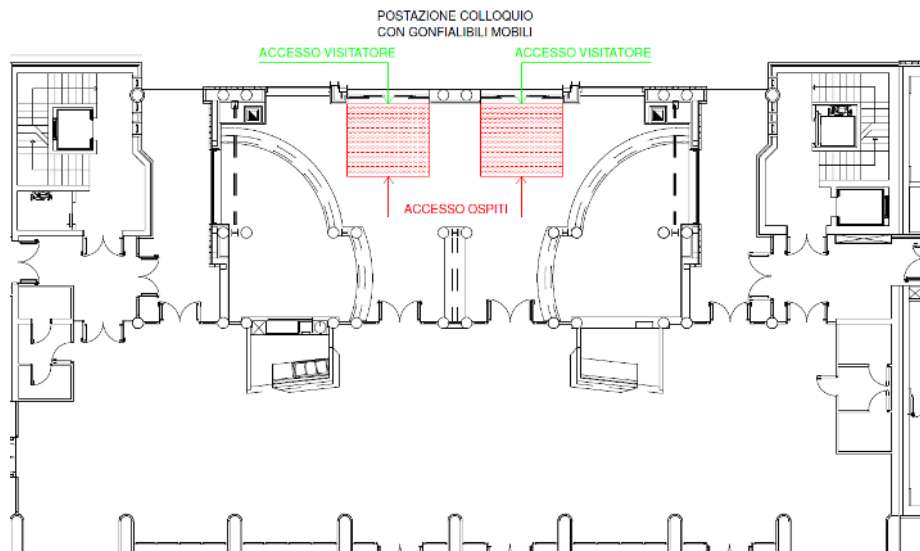 POSTAZIONE COLLOQUIO
CON GONFIALIBILI MOBILI
ACCESSO VISITATORE
ACCESSO VISITATORE
ACCESSO OSPITI